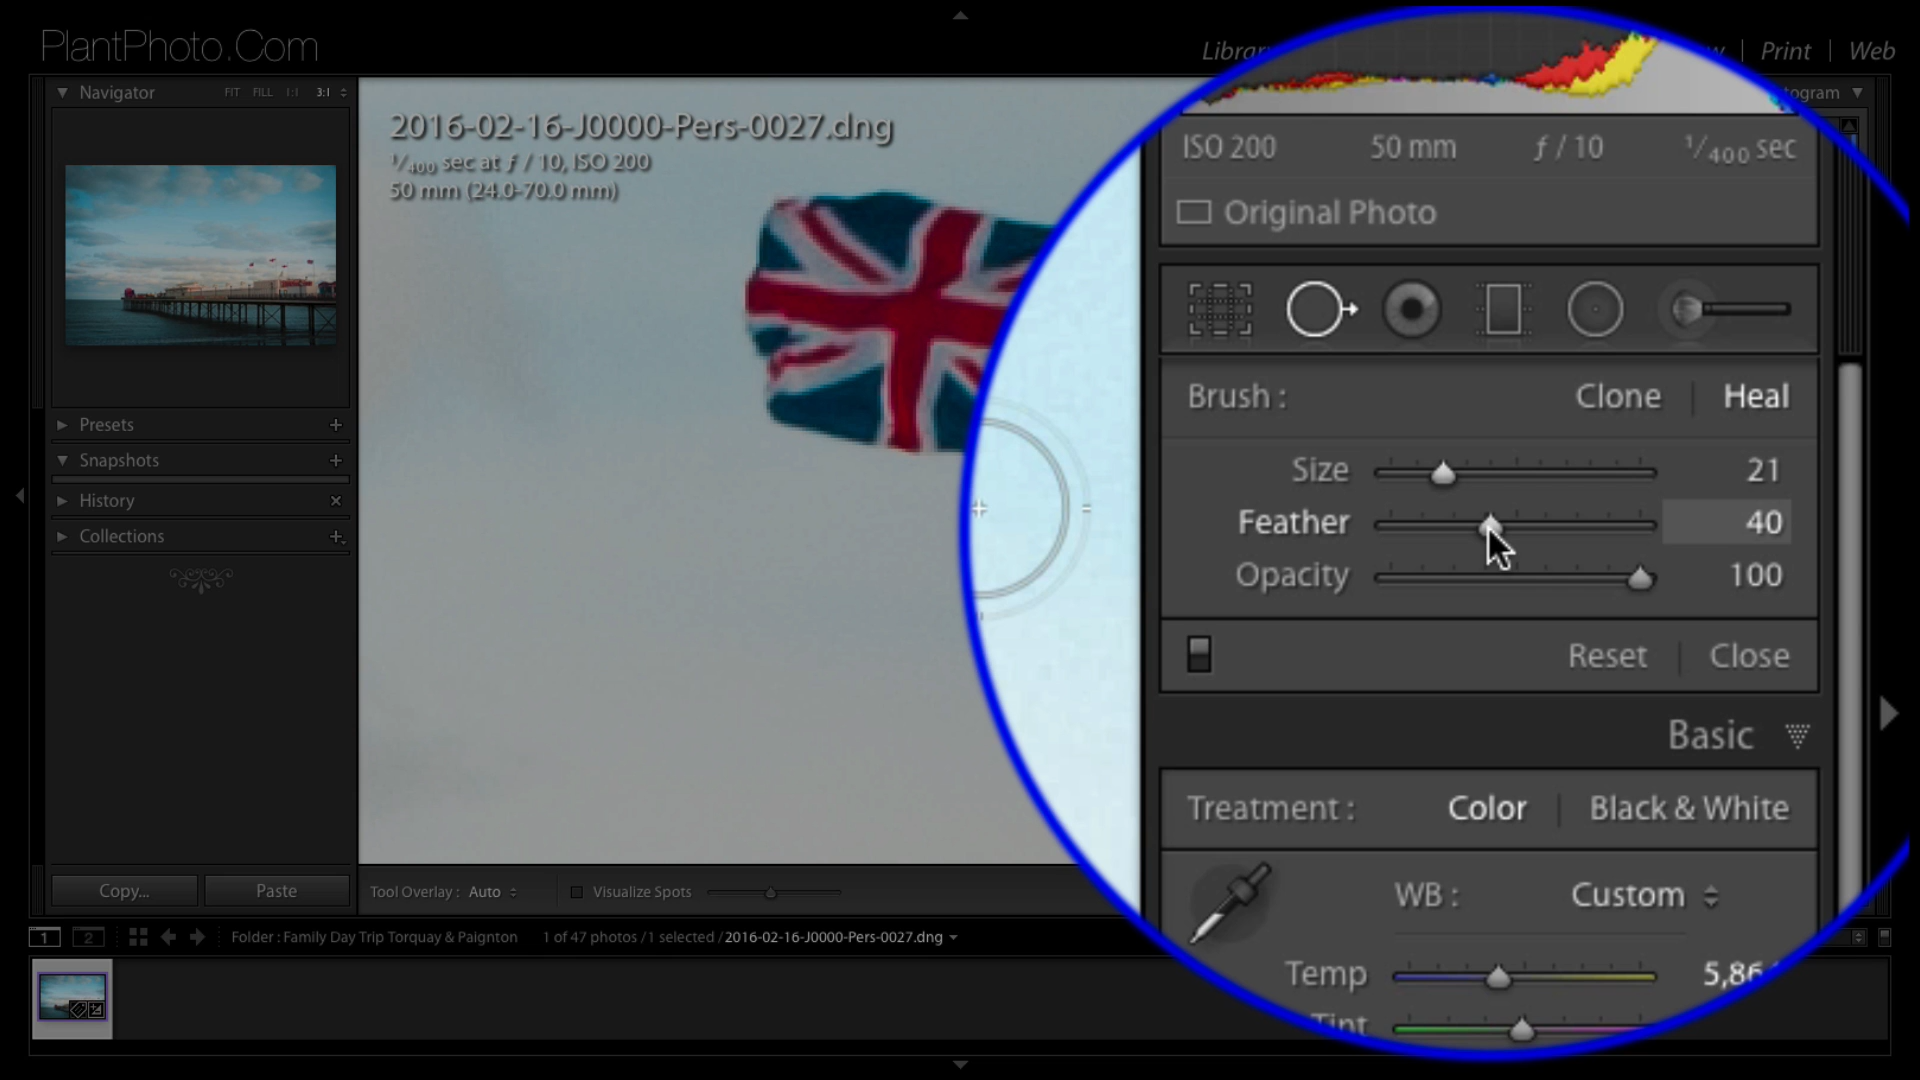 PlantPhoto.Com
Print | Web
Navigator FIT FILL 1:1 3:1
2016-02-16-J0000-Pers-0027.dng
1/400 sec at ƒ / 10, ISO 200
50 mm (24.0-70.0 mm)
ISO 200 50 mm ƒ / 10 1/400 sec
Original Photo
Presets +
Snapshots +
History ×
Collections +
Brush : Clone | Heal
Size 21
Feather 40
Opacity 100
Reset | Close
Basic
Treatment : Color | Black & White
WB : Custom
Temp
Tint
Copy... Paste
Tool Overlay : Auto Visualize Spots
1 2 Folder : Family Day Trip Torquay & Paignton 1 of 47 photos / 1 selected / 2016-02-16-J0000-Pers-0027.dng